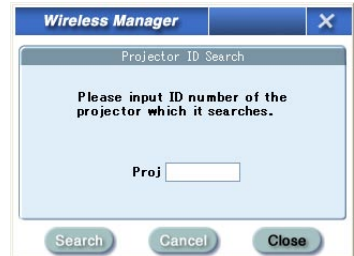 Wireless Manager
Projector ID Search
Please input ID number of the
projector which it searches.
Proj
Search Cancel Close